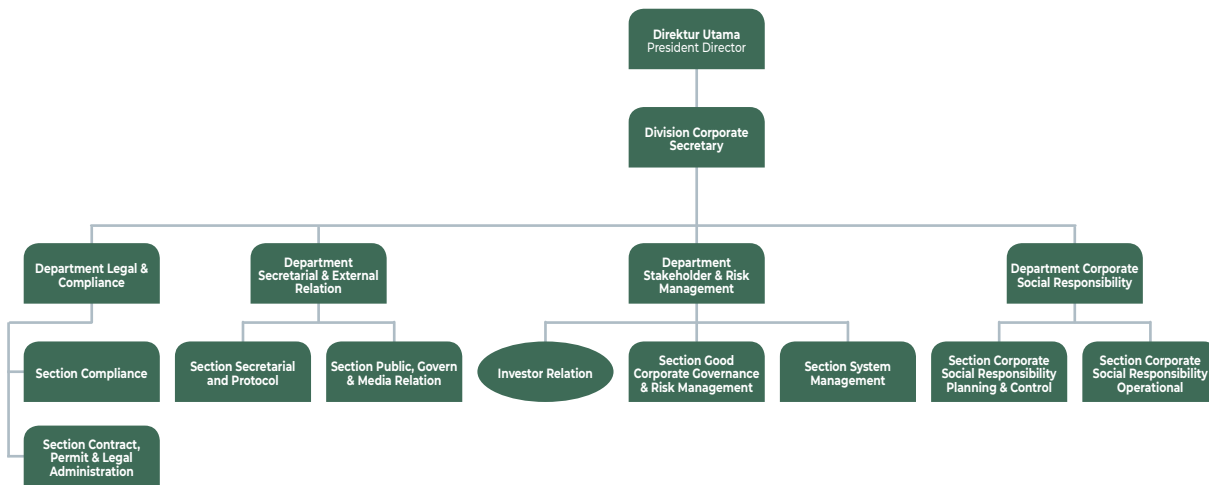 Direktur Utama
President Director
Division Corporate
Secretary
Department Legal &
Compliance
Department
Secretarial & External
Relation
Department
Stakeholder & Risk
Management
Department Corporate
Social Responsibility
Section Compliance
Section Secretarial
and Protocol
Section Public, Govern
& Media Relation
Investor Relation
Section Good
Corporate Governance
& Risk Management
Section System
Management
Section Corporate
Social Responsibility
Planning & Control
Section Corporate
Social Responsibility
Operational
Section Contract,
Permit & Legal
Administration